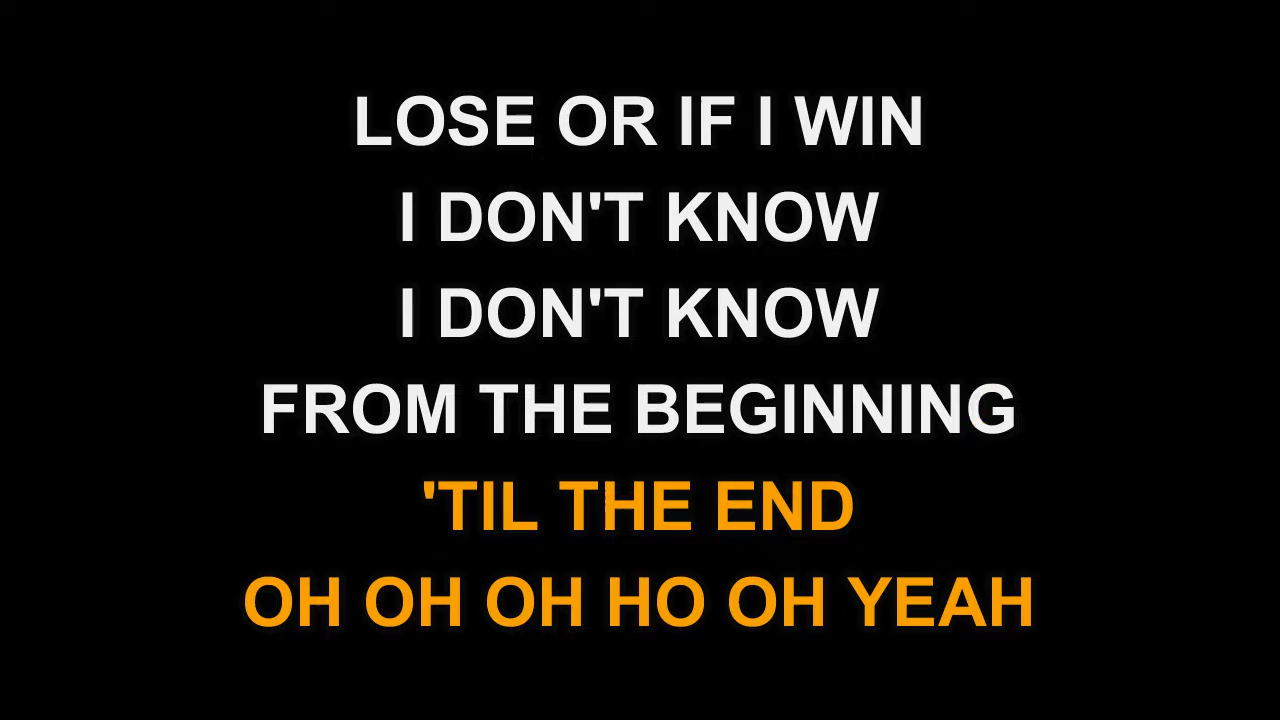 LOSE OR IF I WIN
I DON'T KNOW
I DON'T KNOW
FROM THE BEGINNING
'TIL THE END
OH OH OH HO OH YEAH